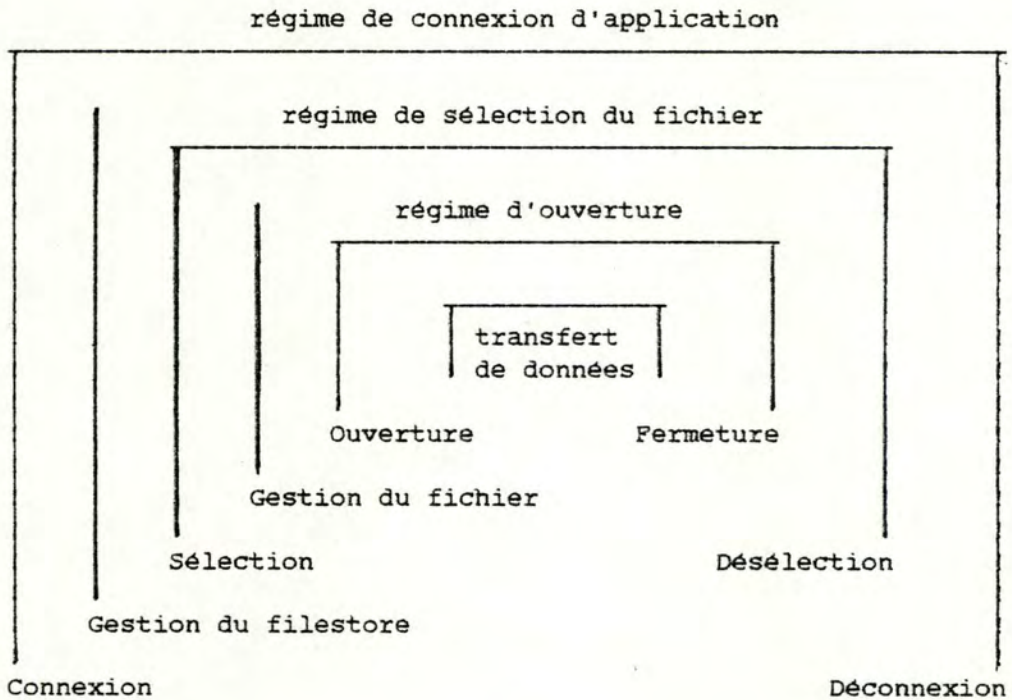 régime de connexion d'application
régime de sélection du fichier
régime d'ouverture
transfert
de données
Ouverture Fermeture
Gestion du fichier
Sélection Désélection
Gestion du filestore
Connexion Déconnexion